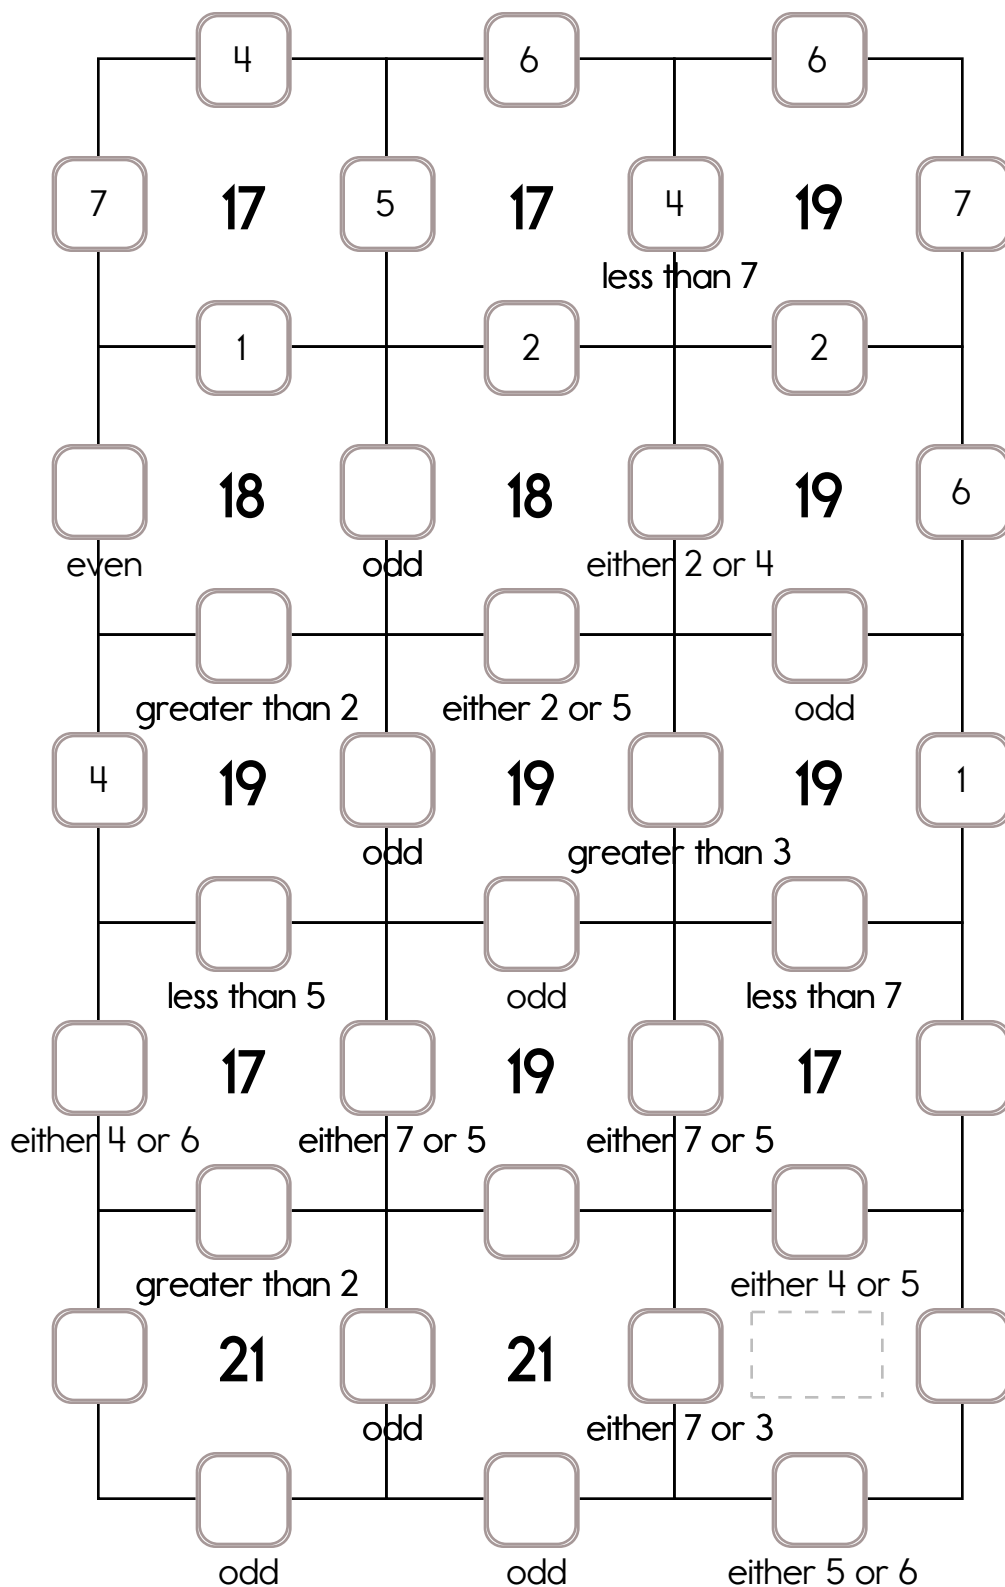 4 6 6
7 17 5 17 4 19 7
less than 7
1 2 2
18 18 19 6
even odd either 2 or 4
greater than 2 either 2 or 5 odd
4 19 19 19 1
odd greater than 3
less than 5 odd less than 7
17 19 17
either 4 or 6 either 7 or 5 either 7 or 5
greater than 2 either 4 or 5
21 21
odd either 7 or 3
odd odd either 5 or 6